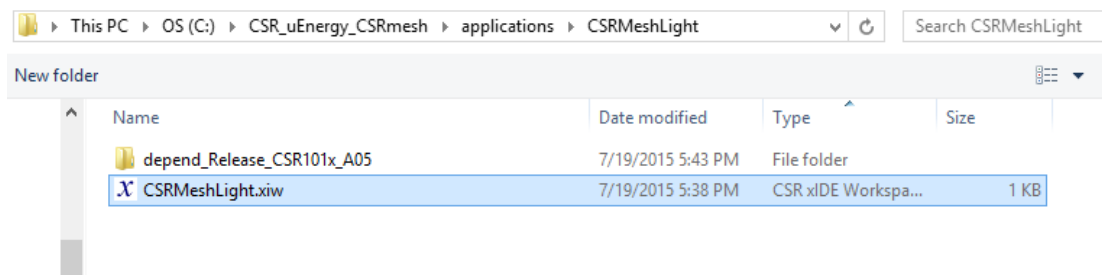 This PC OS (C:) CSR_uEnergy_CSRmesh applications CSRMeshLight Search CSRMeshLight
New folder
Name Date modified Type Size
depend_Release_CSR101x_A05 7/19/2015 5:43 PM File folder
CSRMeshLight.xiw 7/19/2015 5:38 PM CSR xIDE Workspa... 1 KB